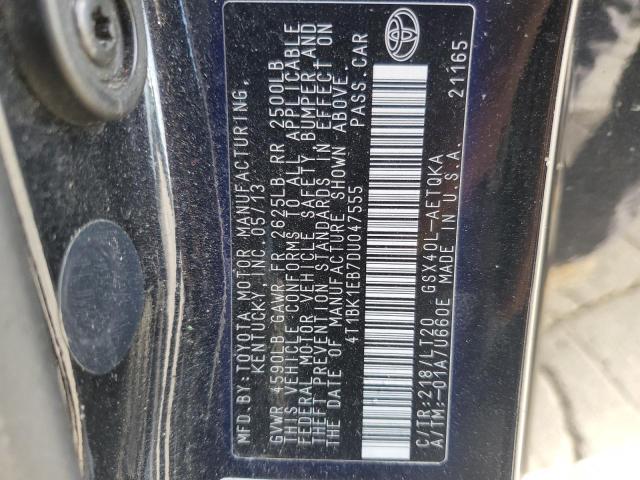 MFD.BY:TOYOTA MOTOR MANUFACTURING,
KENTUCKY, INC. 05/13
GVWR 4590LB GAWR FR 2625LB RR 2500LB
THIS VEHICLE CONFORMS TO ALL APPLICABLE
FEDERAL MOTOR VEHICLE SAFETY, BUMPER, AND
THEFT PREVENTION STANDARDS IN EFFECT ON
THE DATE OF MANUFACTURE SHOWN ABOVE.
4T1BK1EB7DU047555 PASS.CAR
C/TR:218/LT20 GSX40L-AETQKA
A/TM:-01A/U660E MADE IN U.S.A. 21165